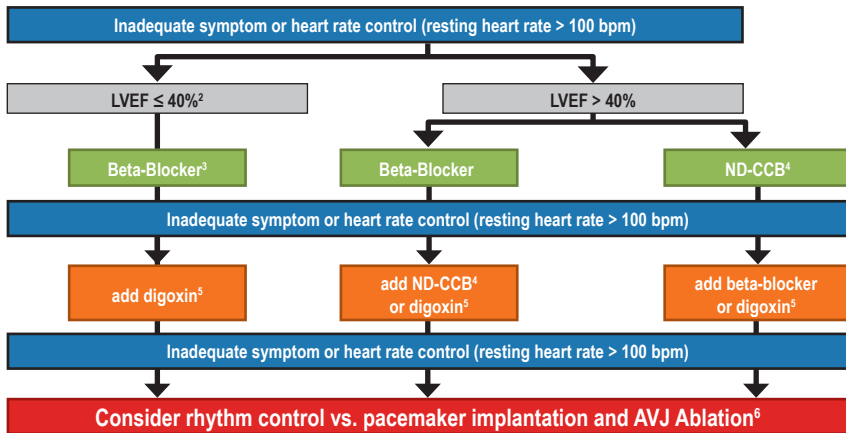 Inadequate symptom or heart rate control (resting heart rate > 100 bpm)
LVEF ≤ 40%²
LVEF > 40%
Beta-Blocker³
Beta-Blocker
ND-CCB⁴
Inadequate symptom or heart rate control (resting heart rate > 100 bpm)
add digoxin⁵
add ND-CCB⁴
or digoxin⁵
add beta-blocker
or digoxin⁵
Inadequate symptom or heart rate control (resting heart rate > 100 bpm)
Consider rhythm control vs. pacemaker implantation and AVJ Ablation⁶